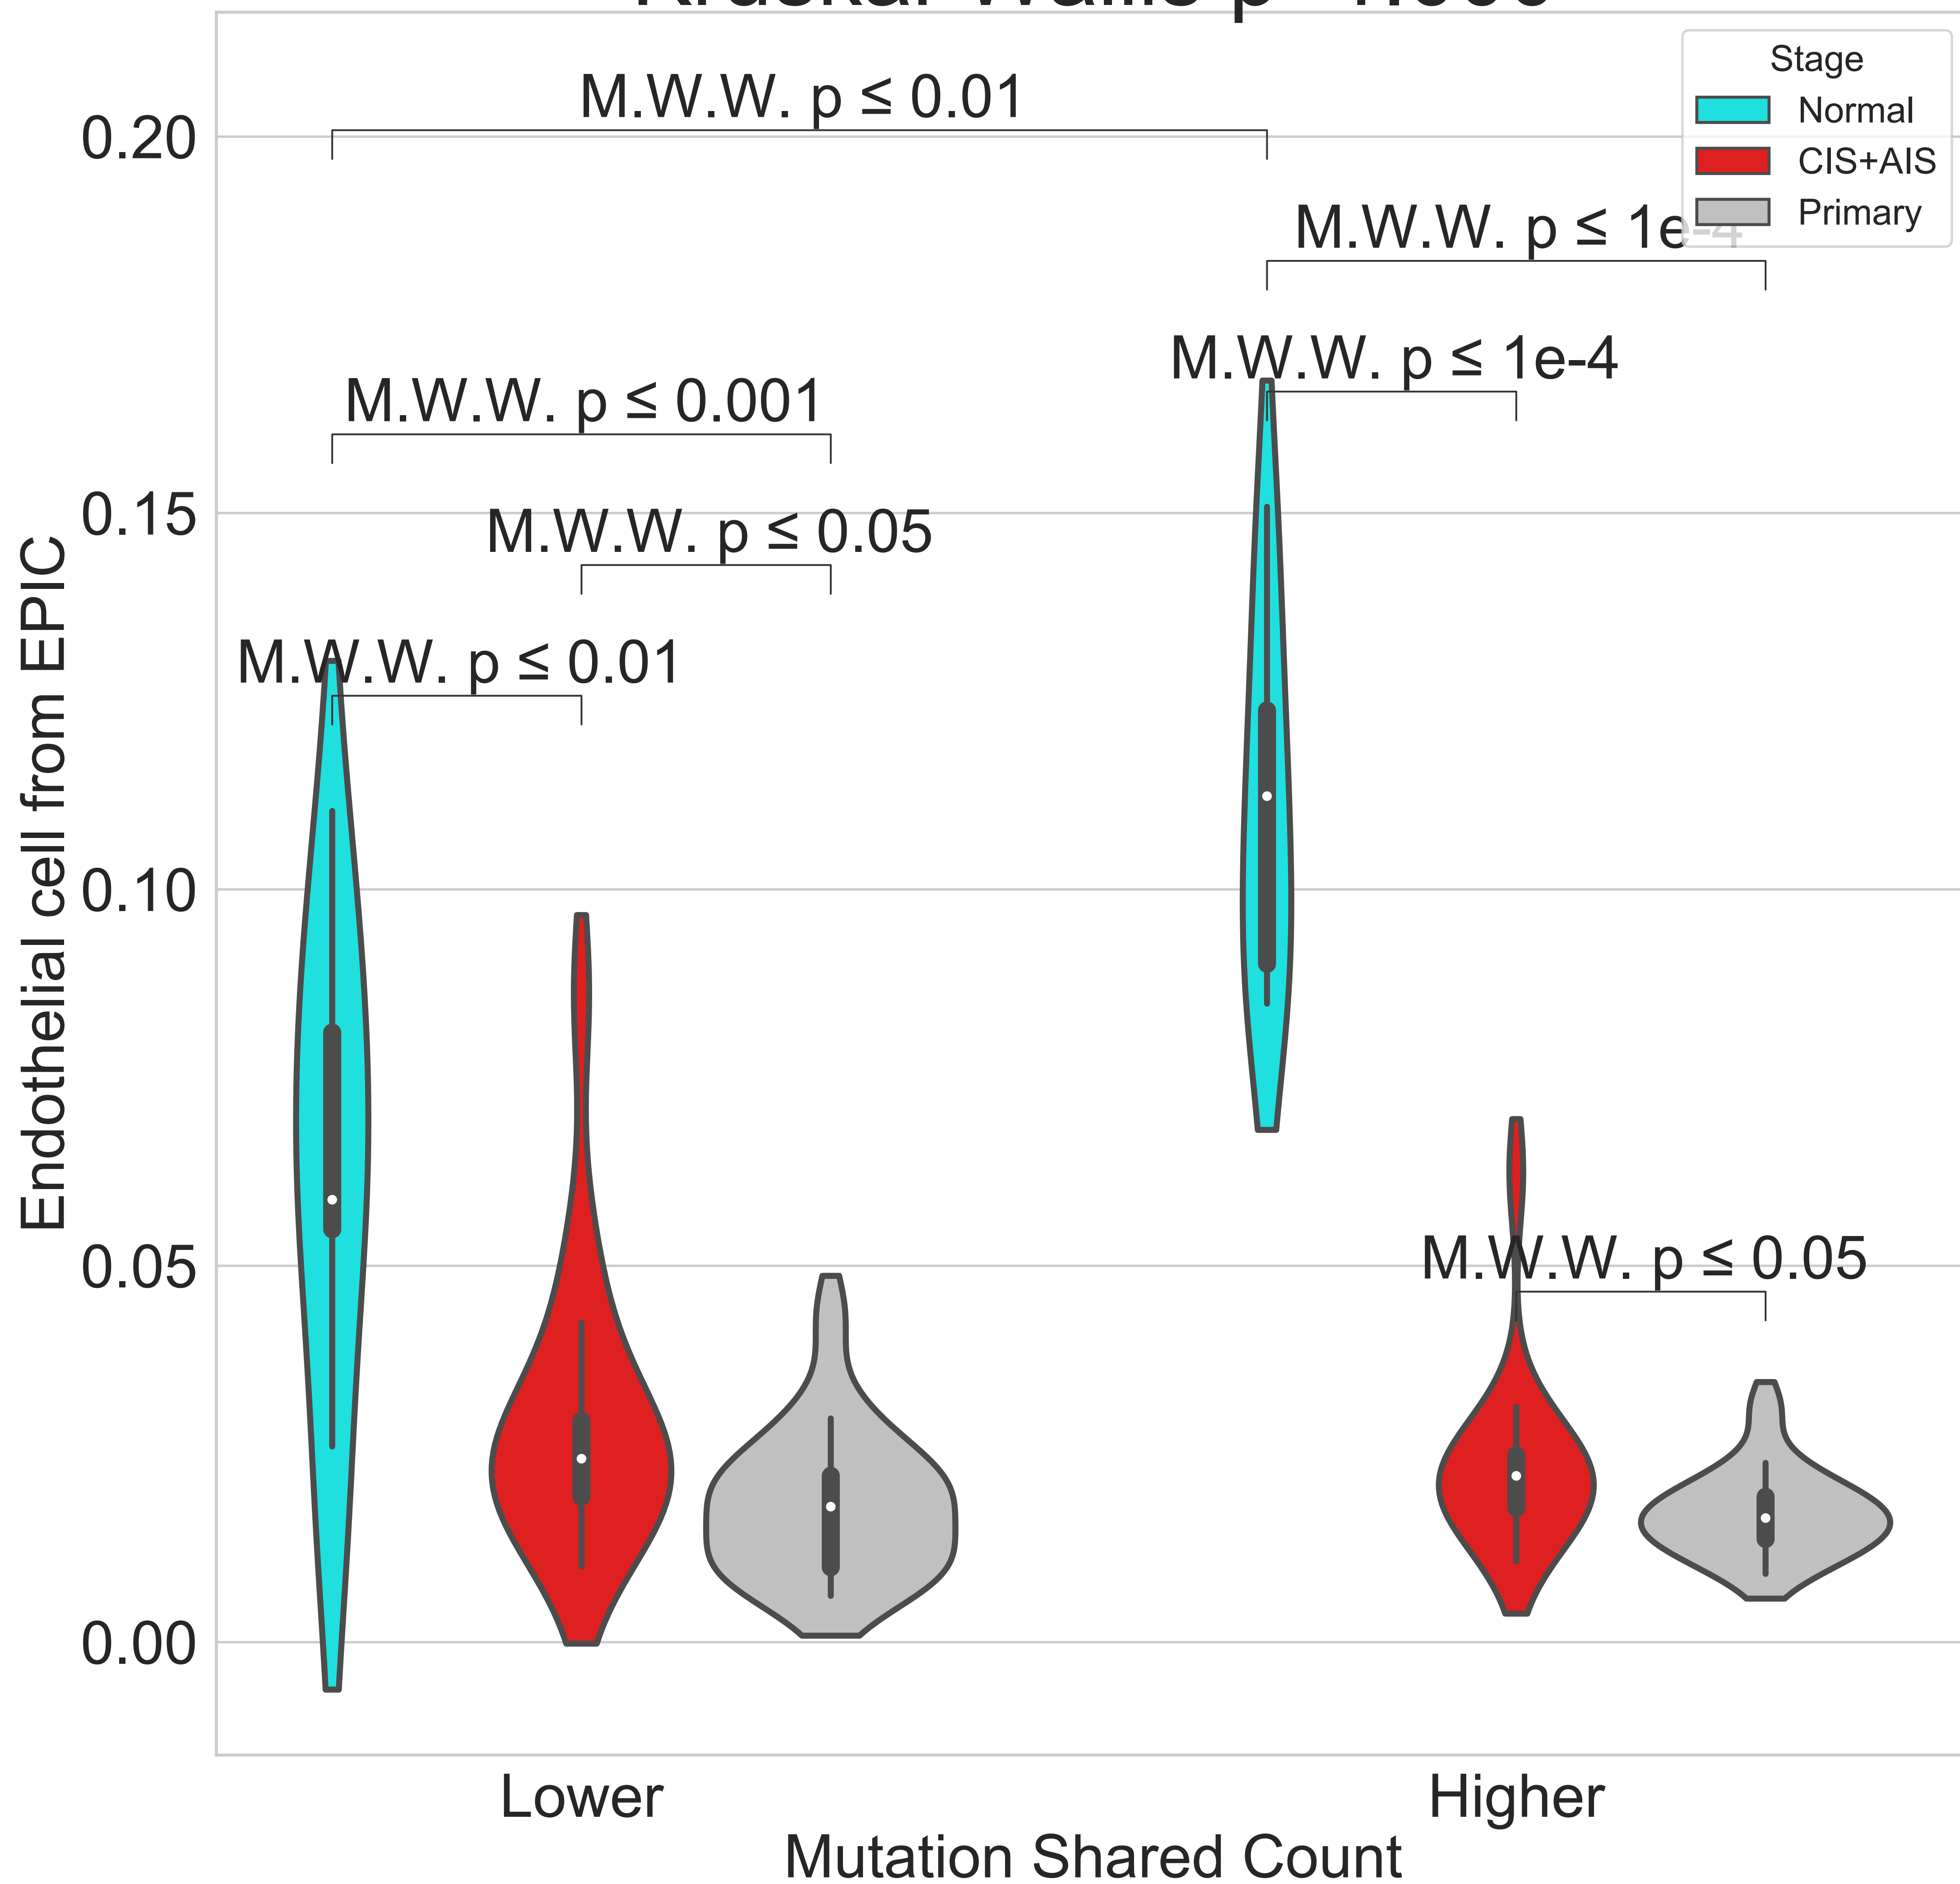 M.W.W. p ≤ 0.01
Stage
Normal
CIS+AIS
Primary
0.20
M.W.W. p ≤ 1e-4
M.W.W. p ≤ 1e-4
M.W.W. p ≤ 0.001
0.15
M.W.W. p ≤ 0.05
M.W.W. p ≤ 0.01
Endothelial cell from EPIC
0.10
0.05
M.W.W. p ≤ 0.05
0.00
Lower
Higher
Mutation Shared Count